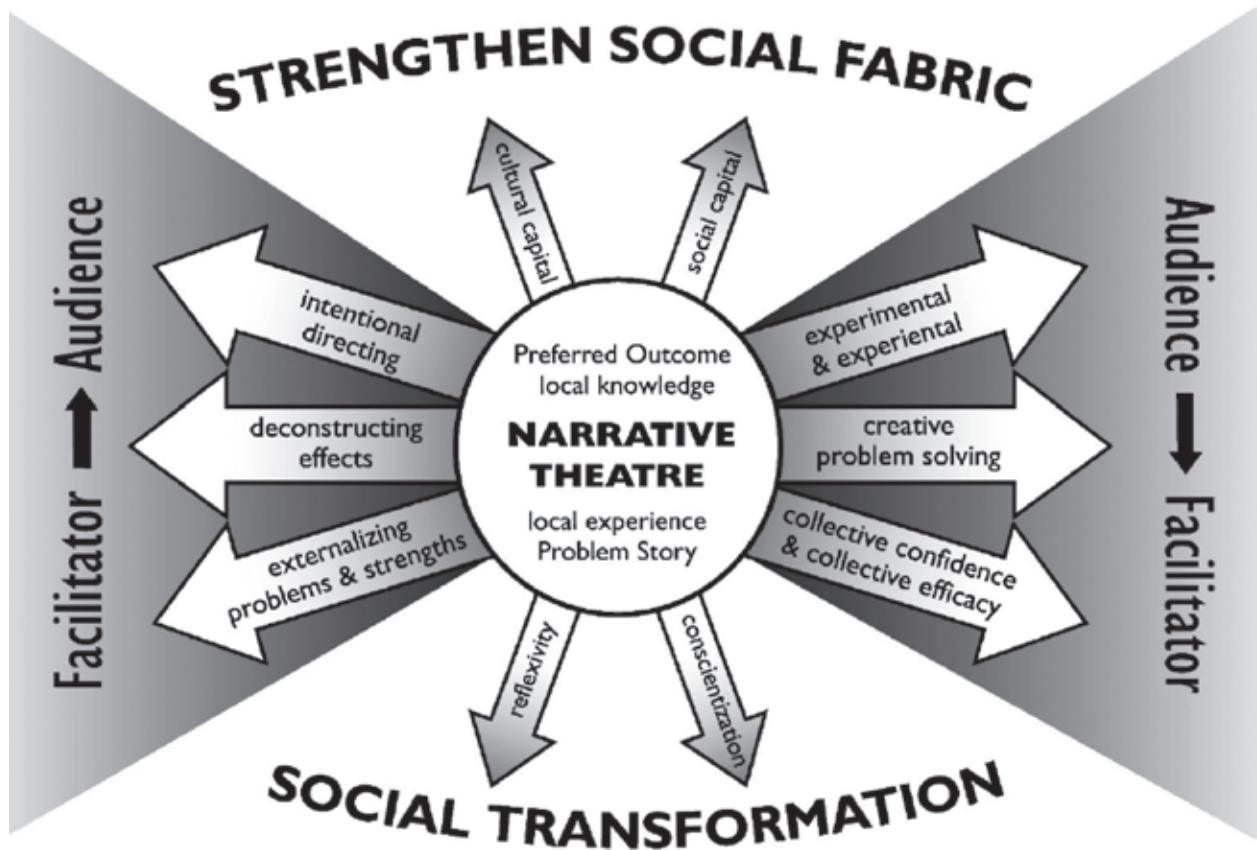 STRENGTHEN SOCIAL FABRIC
cultural capital
social capital
Facilitator → Audience
intentional
directing
deconstructing
effects
externalizing
problems & strengths
Preferred Outcome
local knowledge
NARRATIVE
THEATRE
local experience
Problem Story
experimental
& experiential
creative
problem solving
collective confidence
& collective efficacy
Audience → Facilitator
reflexivity
conscientization
SOCIAL TRANSFORMATION